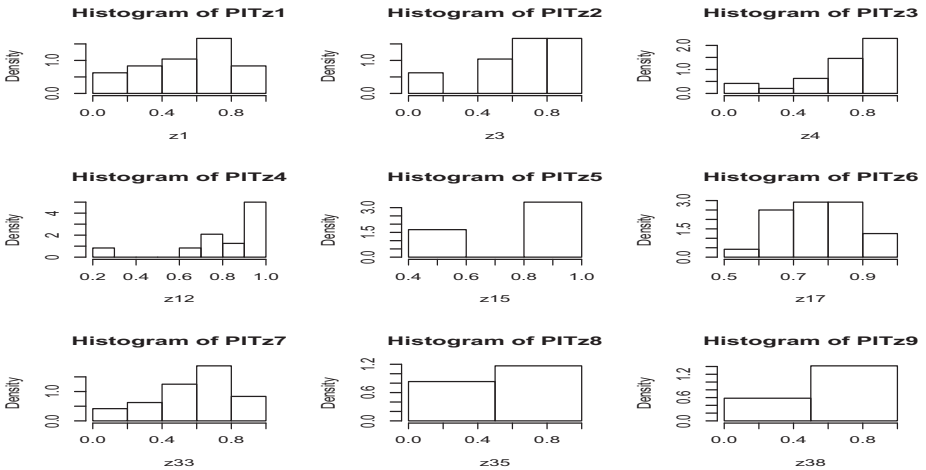 Histogram of PITz1
Density
0.0 1.0
0.0 0.4 0.8
z1
Histogram of PITz2
Density
0.0 1.0
0.0 0.4 0.8
z3
Histogram of PITz3
Density
0.0 1.0 2.0
0.0 0.4 0.8
z4
Histogram of PITz4
Density
0 2 4
0.2 0.4 0.6 0.8 1.0
z12
Histogram of PITz5
Density
0.0 1.5 3.0
0.4 0.6 0.8 1.0
z15
Histogram of PITz6
Density
0.0 1.5 3.0
0.5 0.7 0.9
z17
Histogram of PITz7
Density
0.0 1.0
0.0 0.4 0.8
z33
Histogram of PITz8
Density
0.0 0.6 1.2
0.0 0.4 0.8
z35
Histogram of PITz9
Density
0.0 0.6 1.2
0.0 0.4 0.8
z38